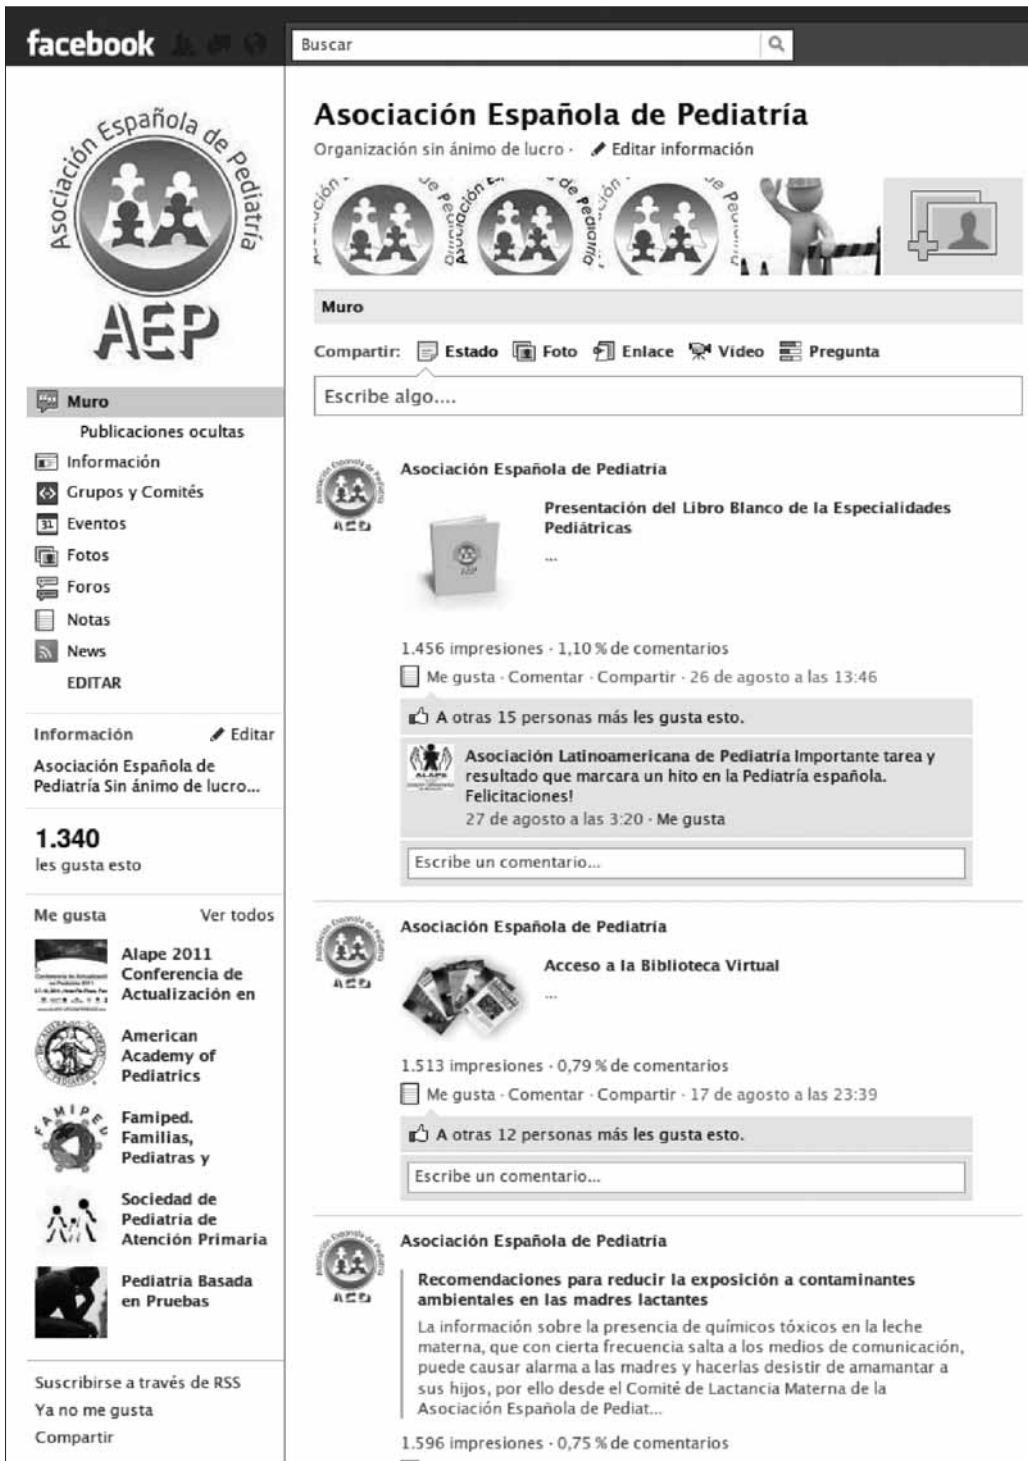 facebook
Buscar
Asociación Española de Pediatría
AEP
Muro
Publicaciones ocultas
Información
Grupos y Comités
Eventos
Fotos
Foros
Notas
News
EDITAR
Información Editar
Asociación Española de
Pediatría Sin ánimo de lucro...
1.340
les gusta esto
Me gusta Ver todos
Alape 2011
Conferencia de
Actualización en
American
Academy of
Pediatrics
Famiped.
Familias,
Pediatras y
Sociedad de
Pediatría de
Atención Primaria
Pediatría Basada
en Pruebas
Suscribirse a través de RSS
Ya no me gusta
Compartir
Asociación Española de Pediatría
Organización sin ánimo de lucro · Editar información
Muro
Compartir: Estado Foto Enlace Vídeo Pregunta
Escribe algo....
Asociación Española de Pediatría
Presentación del Libro Blanco de la Especialidades
Pediátricas
...
1.456 impresiones · 1,10 % de comentarios
Me gusta · Comentar · Compartir · 26 de agosto a las 13:46
A otras 15 personas más les gusta esto.
Asociación Latinoamericana de Pediatría Importante tarea y
resultado que marcara un hito en la Pediatría española.
Felicitaciones!
27 de agosto a las 3:20 · Me gusta
Escribe un comentario...
Asociación Española de Pediatría
Acceso a la Biblioteca Virtual
...
1.513 impresiones · 0,79 % de comentarios
Me gusta · Comentar · Compartir · 17 de agosto a las 23:39
A otras 12 personas más les gusta esto.
Escribe un comentario...
Asociación Española de Pediatría
Recomendaciones para reducir la exposición a contaminantes
ambientales en las madres lactantes
La información sobre la presencia de químicos tóxicos en la leche
materna, que con cierta frecuencia salta a los medios de comunicación,
puede causar alarma a las madres y hacerlas desistir de amamantar a
sus hijos, por ello desde el Comité de Lactancia Materna de la
Asociación Española de Pediat...
1.596 impresiones · 0,75 % de comentarios